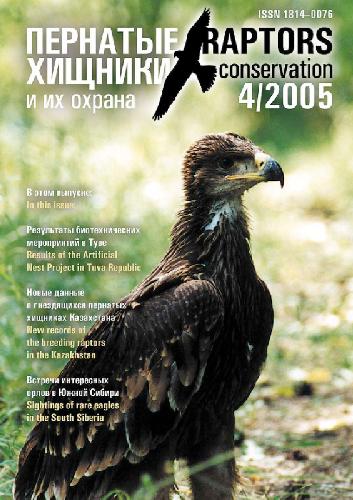 ISSN 1814–0076
ПЕРНАТЫЕ RAPTORS
ХИЩНИКИ conservation
и их охрана 4/2005
В этом выпуске:
In this issue:
Результаты биотехнических
мероприятий в Туве
Results of the Artificial
Nest Project in Tuva Republic
Новые данные
о гнездящихся пернатых
хищниках Казахстана
New records of
the breeding raptors
in the Kazakhstan
Встречи интересных
орлов в Южной Сибири
Sightings of rare eagles
in the South Siberia